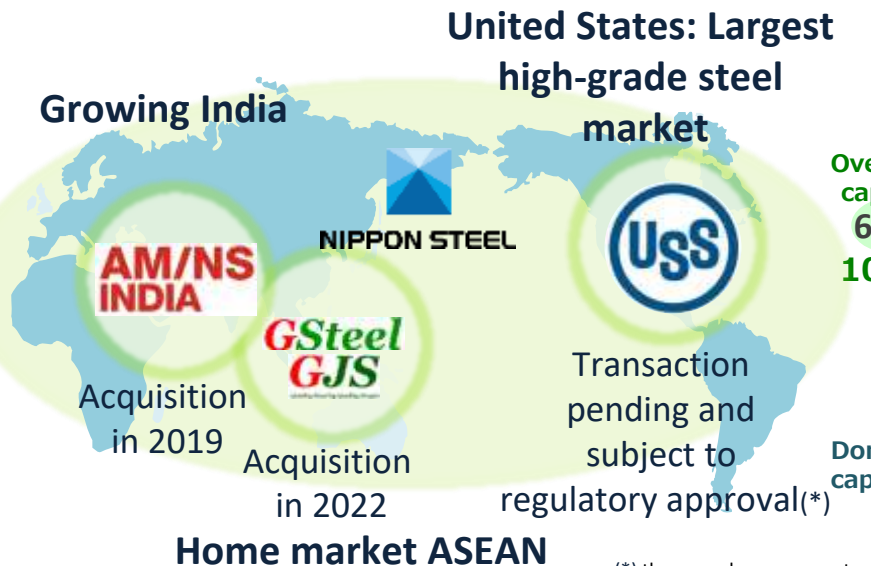 United States: Largest
high-grade steel
market
Growing India
NIPPON STEEL
AM/NS
INDIA
GSteel
GJS
USS
Acquisition
in 2019
Acquisition
in 2022
Transaction
pending and
subject to
regulatory approval(*)
Home market ASEAN